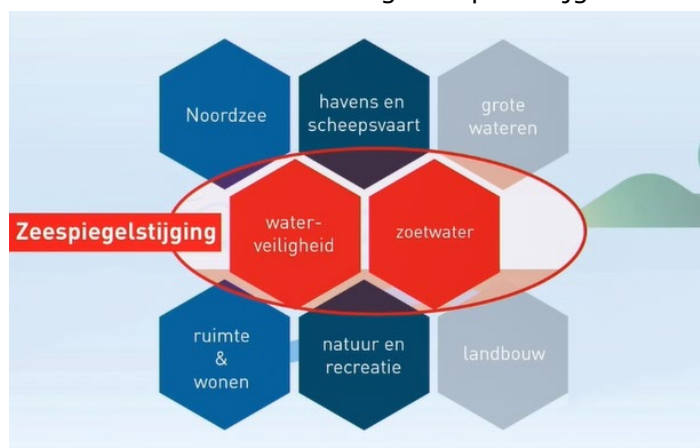 Noordzee
havens en
scheepsvaart
grote
wateren
Zeespiegelstijging
water-
veiligheid
zoetwater
ruimte
&
wonen
natuur en
recreatie
landbouw